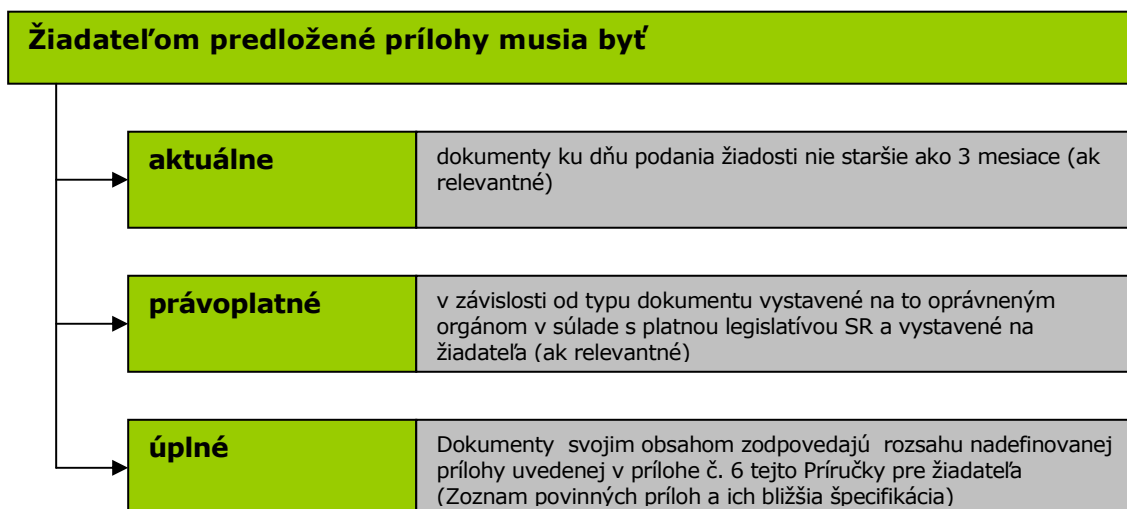 Žiadateľom predložené prílohy musia byť
aktuálne
dokumenty ku dňu podania žiadosti nie staršie ako 3 mesiace (ak
relevantné)
právoplatné
v závislosti od typu dokumentu vystavené na to oprávneným
orgánom v súlade s platnou legislatívou SR a vystavené na
žiadateľa (ak relevantné)
úplné
Dokumenty svojim obsahom zodpovedajú rozsahu nadefinovanej
prílohy uvedenej v prílohe č. 6 tejto Príručky pre žiadateľa
(Zoznam povinných príloh a ich bližšia špecifikácia)